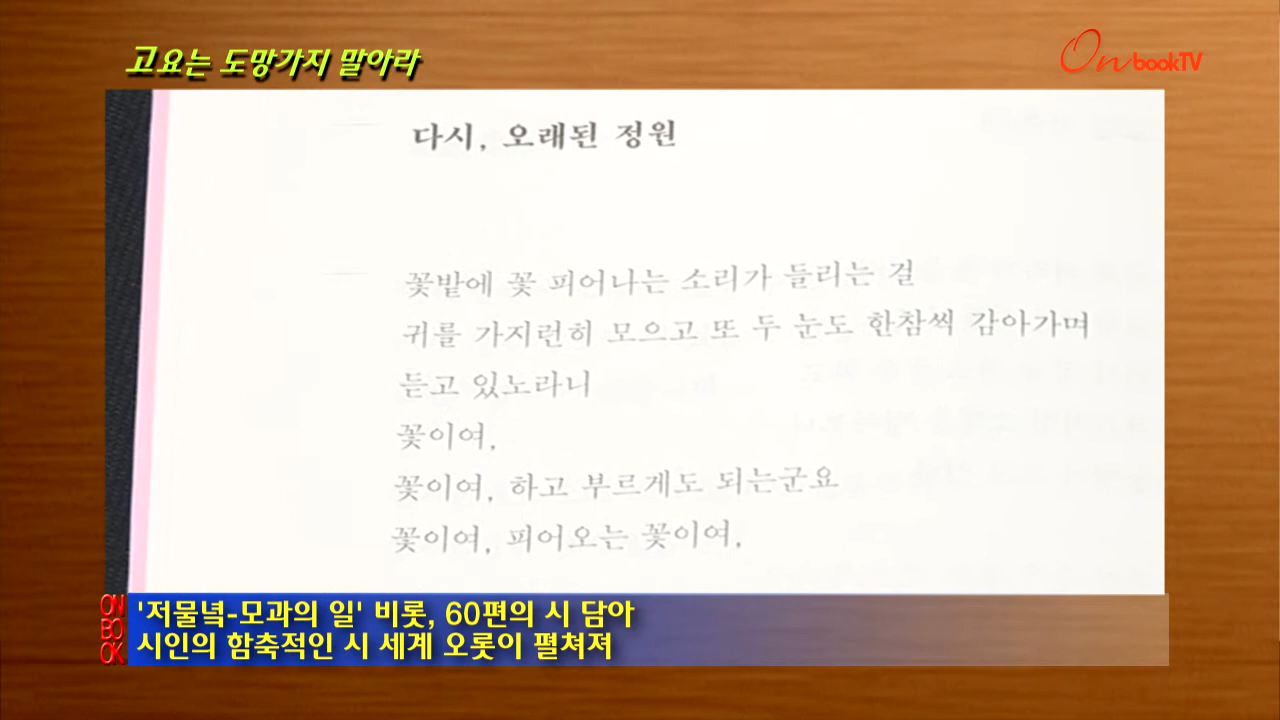 고요는 도망가지 말아라
On bookTV
다시, 오래된 정원
꽃밭에 꽃 피어나는 소리가 들리는 걸
귀를 가지런히 모으고 또 두 눈도 한참씩 감아가며
듣고 있노라니
꽃이여,
꽃이여, 하고 부르게도 되는군요
꽃이여, 피어오는 꽃이여,
ON
BO
OK
'저물녘-모과의 일' 비롯, 60편의 시 담아
시인의 함축적인 시 세계 오롯이 펼쳐져